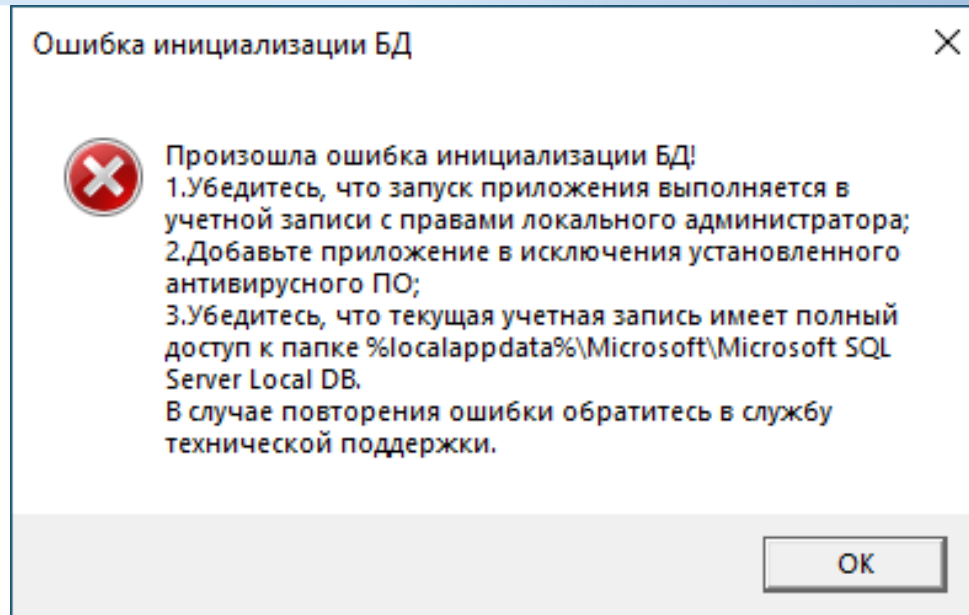 Ошибка инициализации БД
Произошла ошибка инициализации БД!
1.Убедитесь, что запуск приложения выполняется в
учетной записи с правами локального администратора;
2.Добавьте приложение в исключения установленного
антивирусного ПО;
3.Убедитесь, что текущая учетная запись имеет полный
доступ к папке %localappdata%\Microsoft\Microsoft SQL
Server Local DB.
В случае повторения ошибки обратитесь в службу
технической поддержки.
ОК